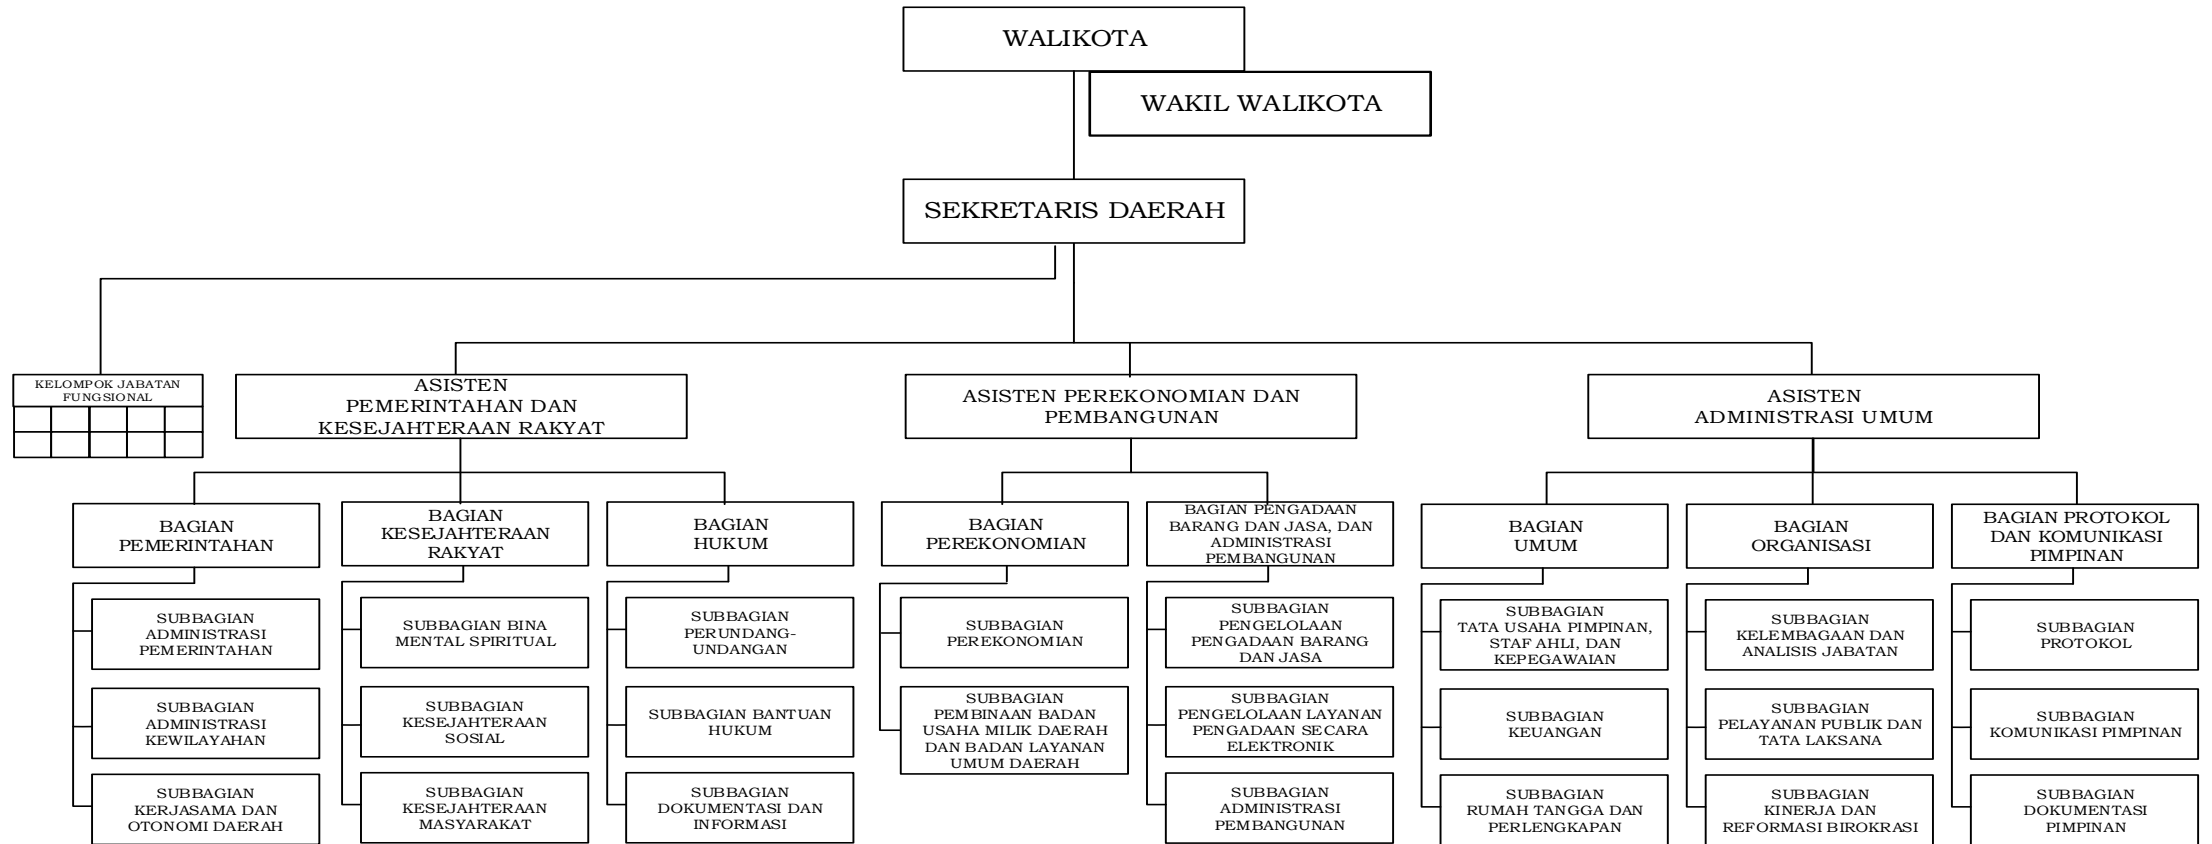 WALIKOTA
WAKIL WALIKOTA
SEKRETARIS DAERAH
KELOMPOK JABATAN
FUNGSIONAL
ASISTEN
PEMERINTAHAN DAN
KESEJAHTERAAN RAKYAT
ASISTEN PEREKONOMIAN DAN
PEMBANGUNAN
ASISTEN
ADMINISTRASI UMUM
BAGIAN
PEMERINTAHAN
BAGIAN
KESEJAHTERAAN
RAKYAT
BAGIAN
HUKUM
BAGIAN
PEREKONOMIAN
BAGIAN PENGADAAN
BARANG DAN JASA, DAN
ADMINISTRASI
PEMBANGUNAN
BAGIAN
UMUM
BAGIAN
ORGANISASI
BAGIAN PROTOKOL
DAN KOMUNIKASI
PIMPINAN
SUBBAGIAN
ADMINISTRASI
PEMERINTAHAN
SUBBAGIAN BINA
MENTAL SPIRITUAL
SUBBAGIAN
PERUNDANG-
UNDANGAN
SUBBAGIAN
PEREKONOMIAN
SUBBAGIAN
PENGELOLAAN
PENGADAAN BARANG
DAN JASA
SUBBAGIAN
TATA USAHA PIMPINAN,
STAF AHLI, DAN
KEPEGAWAIAN
SUBBAGIAN
KELEMBAGAAN DAN
ANALISIS JABATAN
SUBBAGIAN
PROTOKOL
SUBBAGIAN
ADMINISTRASI
KEWILAYAHAN
SUBBAGIAN
KESEJAHTERAAN
SOSIAL
SUBBAGIAN BANTUAN
HUKUM
SUBBAGIAN
PEMBINAAN BADAN
USAHA MILIK DAERAH
DAN BADAN LAYANAN
UMUM DAERAH
SUBBAGIAN
PENGELOLAAN LAYANAN
PENGADAAN SECARA
ELEKTRONIK
SUBBAGIAN
KEUANGAN
SUBBAGIAN
PELAYANAN PUBLIK DAN
TATA LAKSANA
SUBBAGIAN
KOMUNIKASI PIMPINAN
SUBBAGIAN
KERJASAMA DAN
OTONOMI DAERAH
SUBBAGIAN
KESEJAHTERAAN
MASYARAKAT
SUBBAGIAN
DOKUMENTASI DAN
INFORMASI
SUBBAGIAN
ADMINISTRASI
PEMBANGUNAN
SUBBAGIAN
RUMAH TANGGA DAN
PERLENGKAPAN
SUBBAGIAN
KINERJA DAN
REFORMASI BIROKRASI
SUBBAGIAN
DOKUMENTASI
PIMPINAN